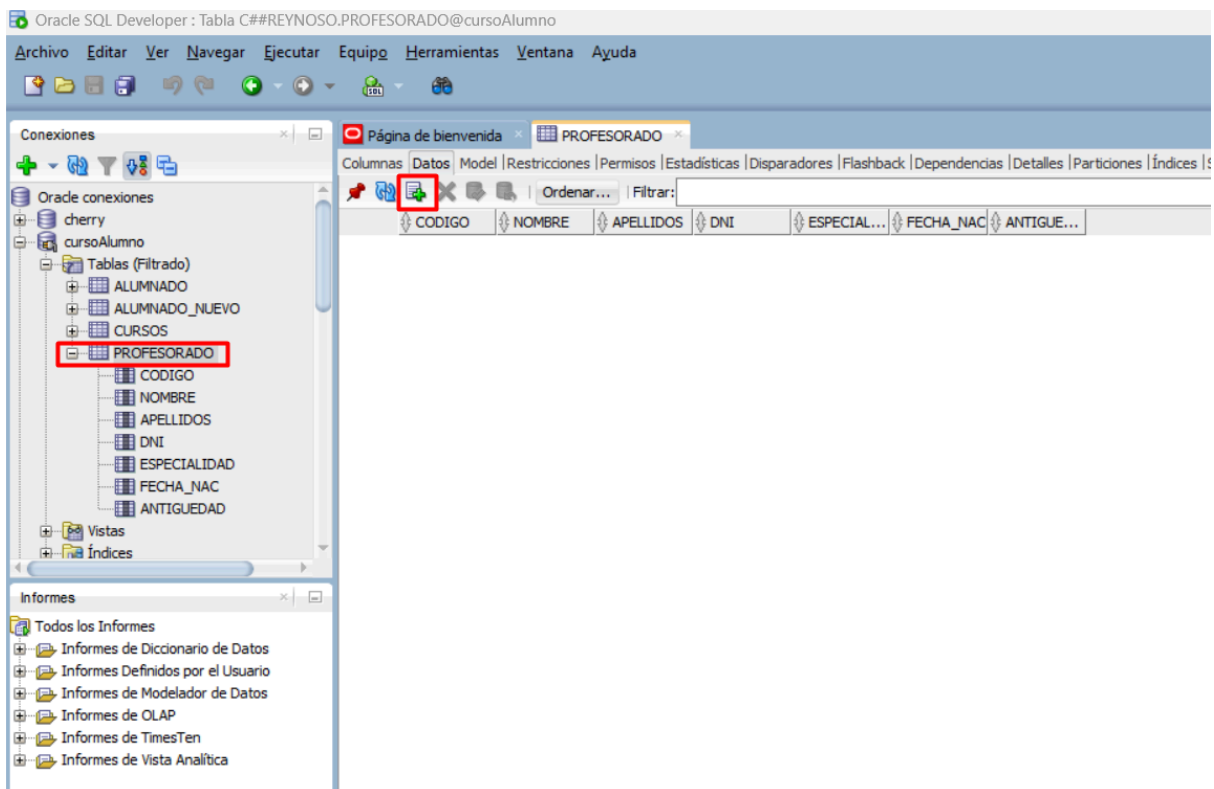 Oracle SQL Developer : Tabla C##REYNOSO.PROFESORADO@cursoAlumno
Archivo Editar Ver Navegar Ejecutar Equipo Herramientas Ventana Ayuda
SQL
Conexiones
Oracle conexiones
cherry
cursoAlumno
Tablas (Filtrado)
ALUMNADO
ALUMNADO_NUEVO
CURSOS
PROFESORADO
CODIGO
NOMBRE
APELLIDOS
DNI
ESPECIALIDAD
FECHA_NAC
ANTIGUEDAD
Vistas
Índices
Informes
Todos los Informes
Informes de Diccionario de Datos
Informes Definidos por el Usuario
Informes de Modelador de Datos
Informes de OLAP
Informes de TimesTen
Informes de Vista Analítica
Página de bienvenida PROFESORADO
Columnas Datos Model |Restricciones |Permisos |Estadísticas |Disparadores |Flashback |Dependencias |Detalles |Particiones |Índices |S
Ordenar... Filtrar:
CODIGO NOMBRE APELLIDOS DNI ESPECIAL... FECHA_NAC ANTIGUE...